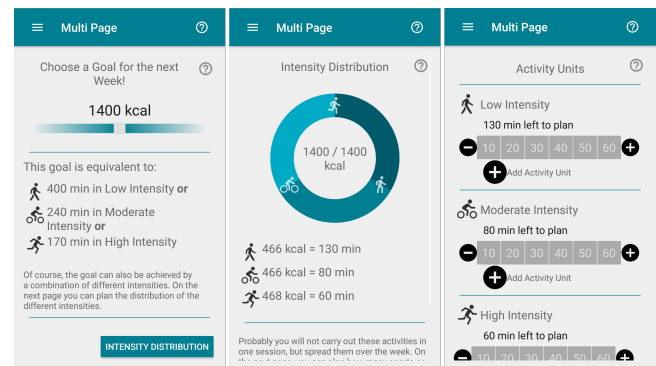 Multi Page
Choose a Goal for the next
Week!
1400 kcal
This goal is equivalent to:
400 min in Low Intensity or
240 min in Moderate
Intensity or
170 min in High Intensity
Of course, the goal can also be achieved by
a combination of different intensities. On the
next page you can plan the distribution of the
different intensities.
INTENSITY DISTRIBUTION
Multi Page
Intensity Distribution
1400 / 1400
kcal
466 kcal = 130 min
466 kcal = 80 min
468 kcal = 60 min
Probably you will not carry out these activities in
one session, but spread them over the week. On
Multi Page
Activity Units
Low Intensity
130 min left to plan
10 20 30 40 50 60
Add Activity Unit
Moderate Intensity
80 min left to plan
10 20 30 40 50 60
Add Activity Unit
High Intensity
60 min left to plan
10 20 30 40 50 60